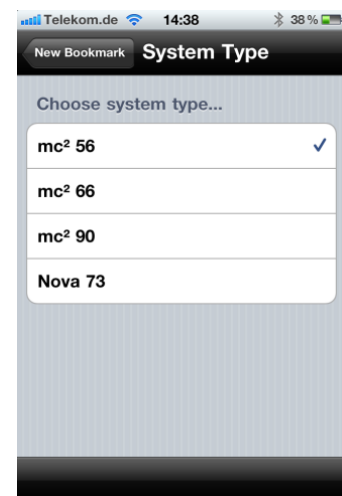 Telekom.de 14:38 38 %
New Bookmark System Type
Choose system type...
mc² 56
mc² 66
mc² 90
Nova 73